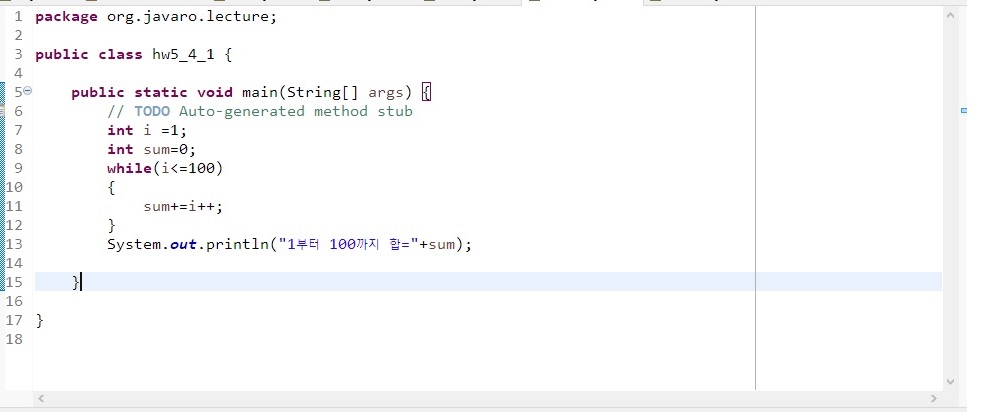 1 package org.javaro.lecture;
2
3 public class hw5_4_1 {
4
5 public static void main(String[] args) {
6 // TODO Auto-generated method stub
7 int i =1;
8 int sum=0;
9 while(i<=100)
10 {
11 sum+=i++;
12 }
13 System.out.println("1부터 100까지 합="+sum);
14
15 }
16
17 }
18